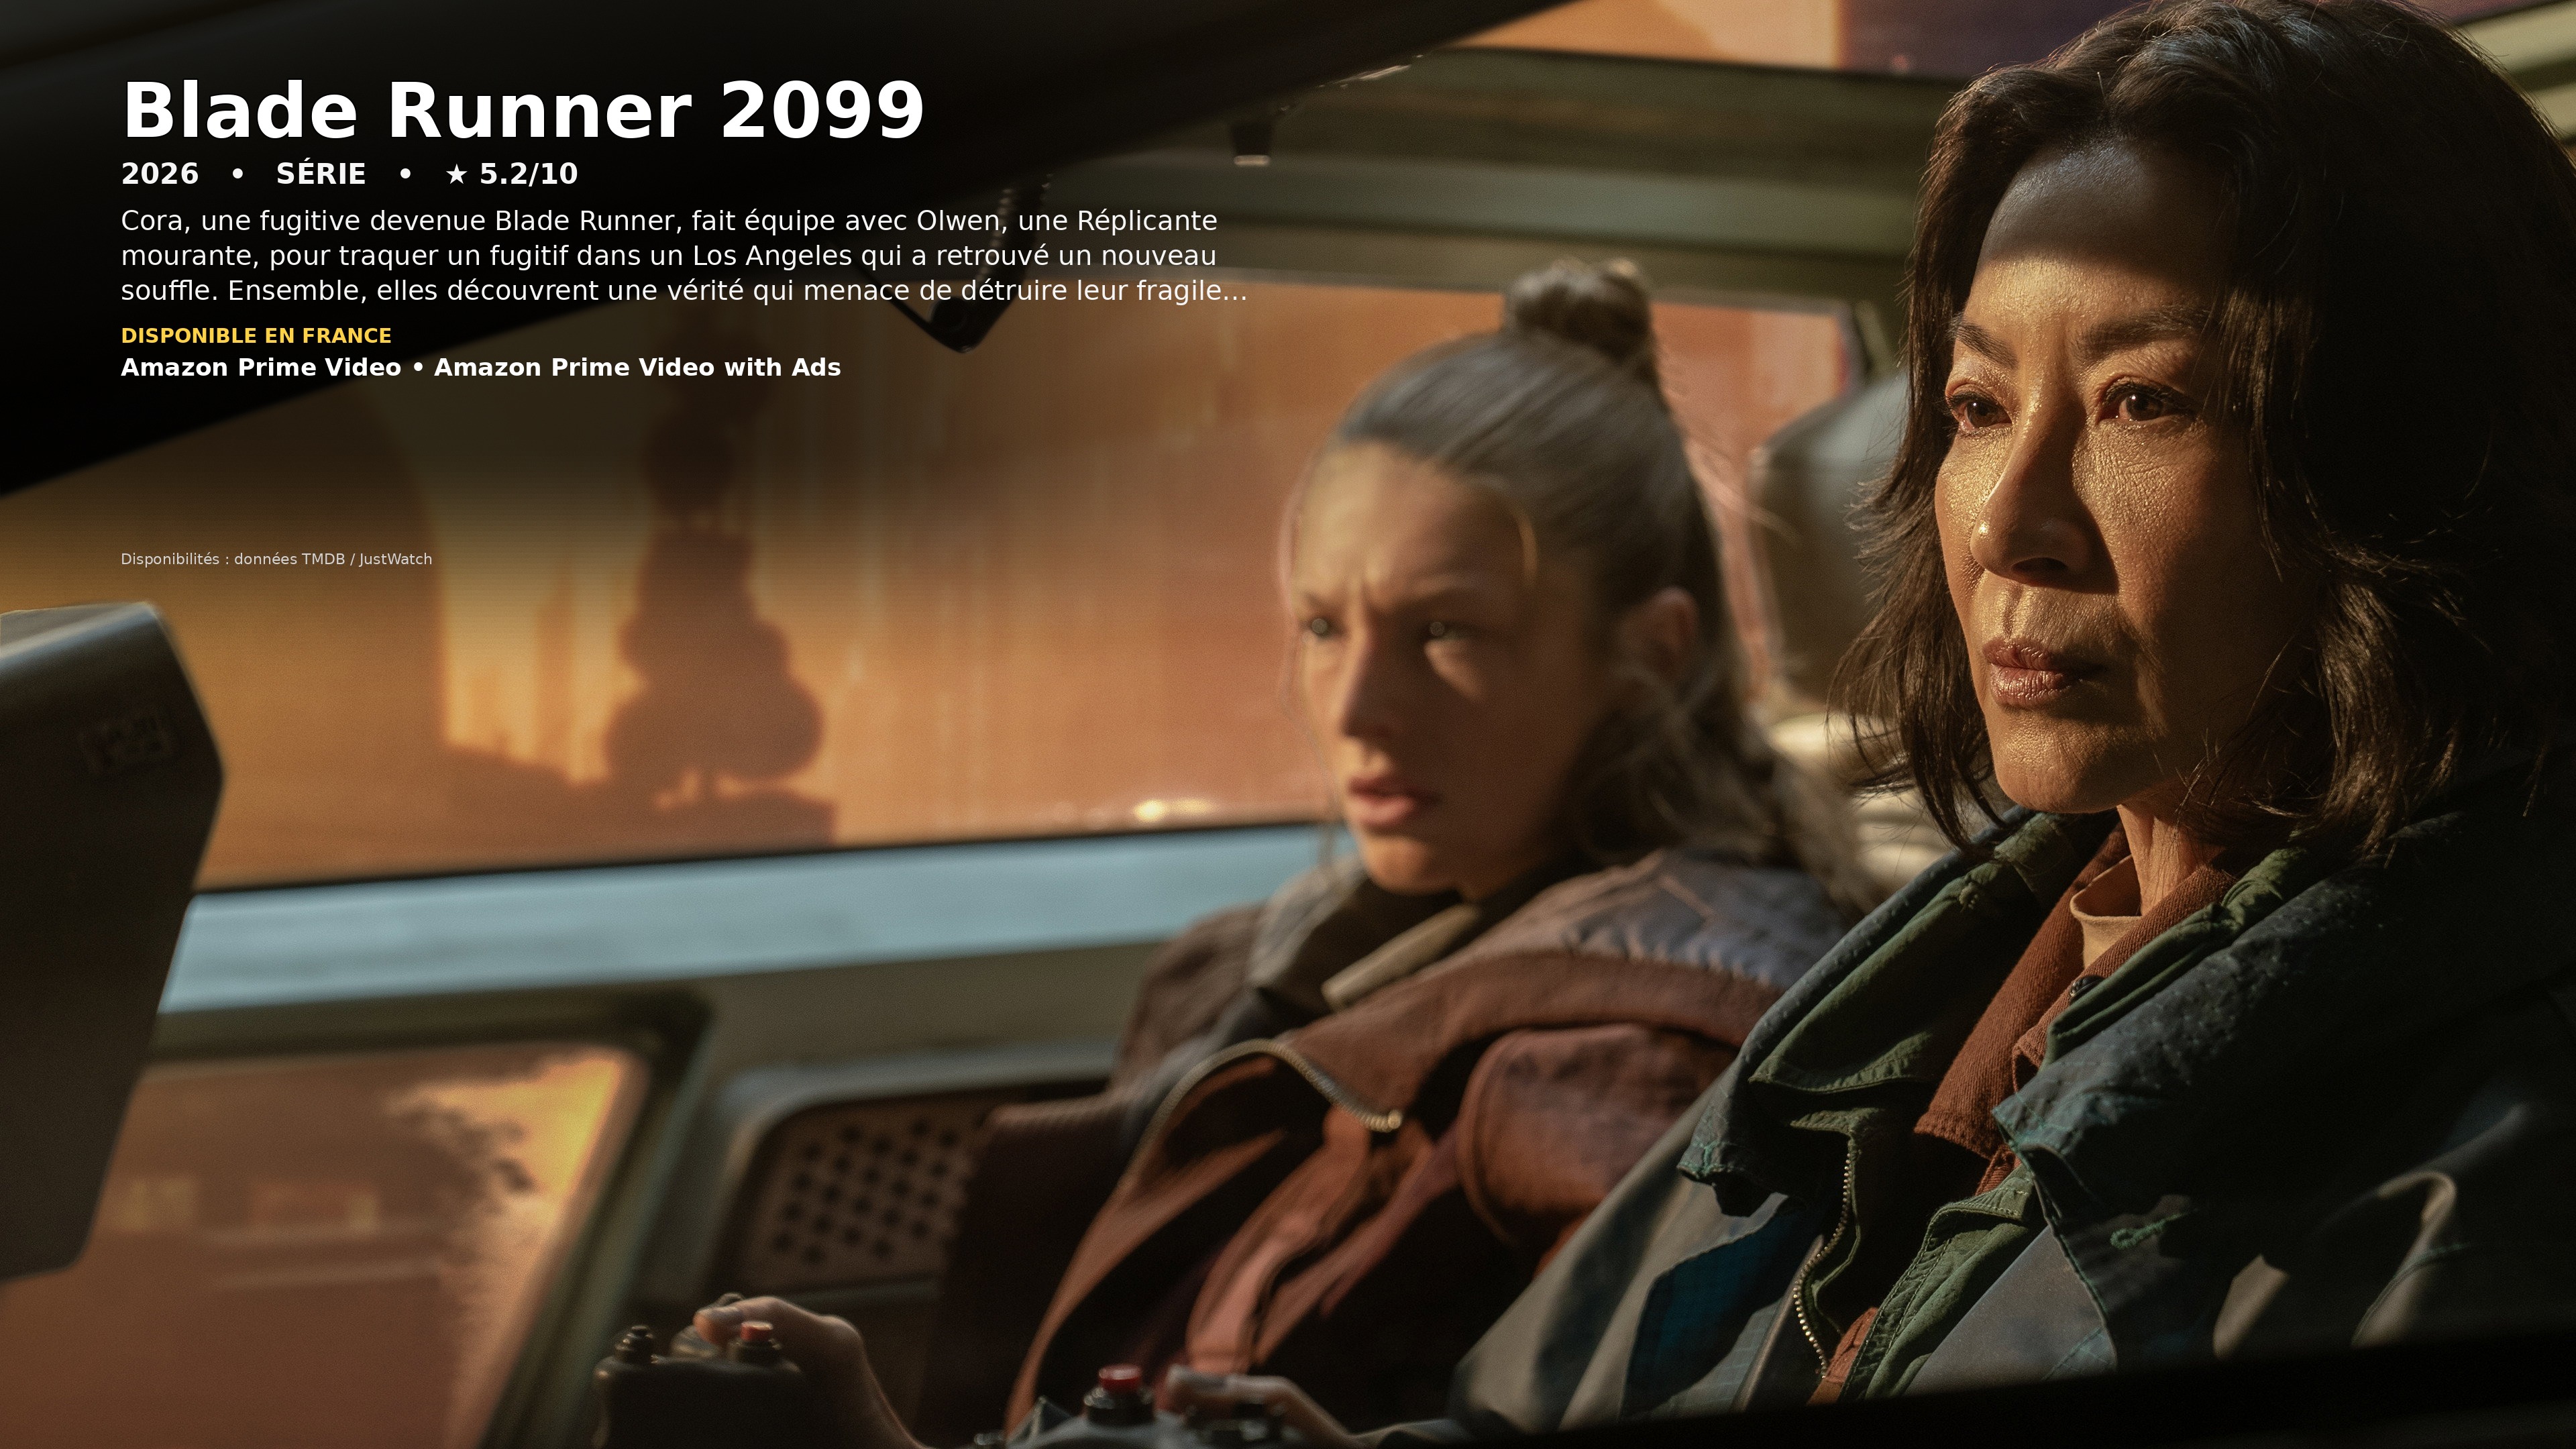 Blade Runner 2099
2026 • SÉRIE • ★ 5.2/10
Cora, une fugitive devenue Blade Runner, fait équipe avec Olwen, une Réplicante
mourante, pour traquer un fugitif dans un Los Angeles qui a retrouvé un nouveau
souffle. Ensemble, elles découvrent une vérité qui menace de détruire leur fragile...
DISPONIBLE EN FRANCE
Amazon Prime Video • Amazon Prime Video with Ads
Disponibilités : données TMDB / JustWatch